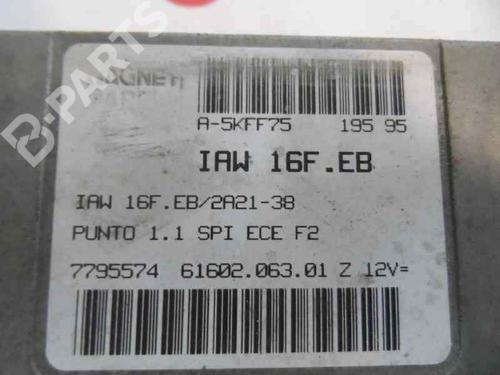 B-PARTS
A-5KFF75 195 95
IAW 16F.EB
IAW 16F.EB/2A21-38
PUNTO 1.1 SPI ECE F2
7795574 61602.063.01 Z 12V=